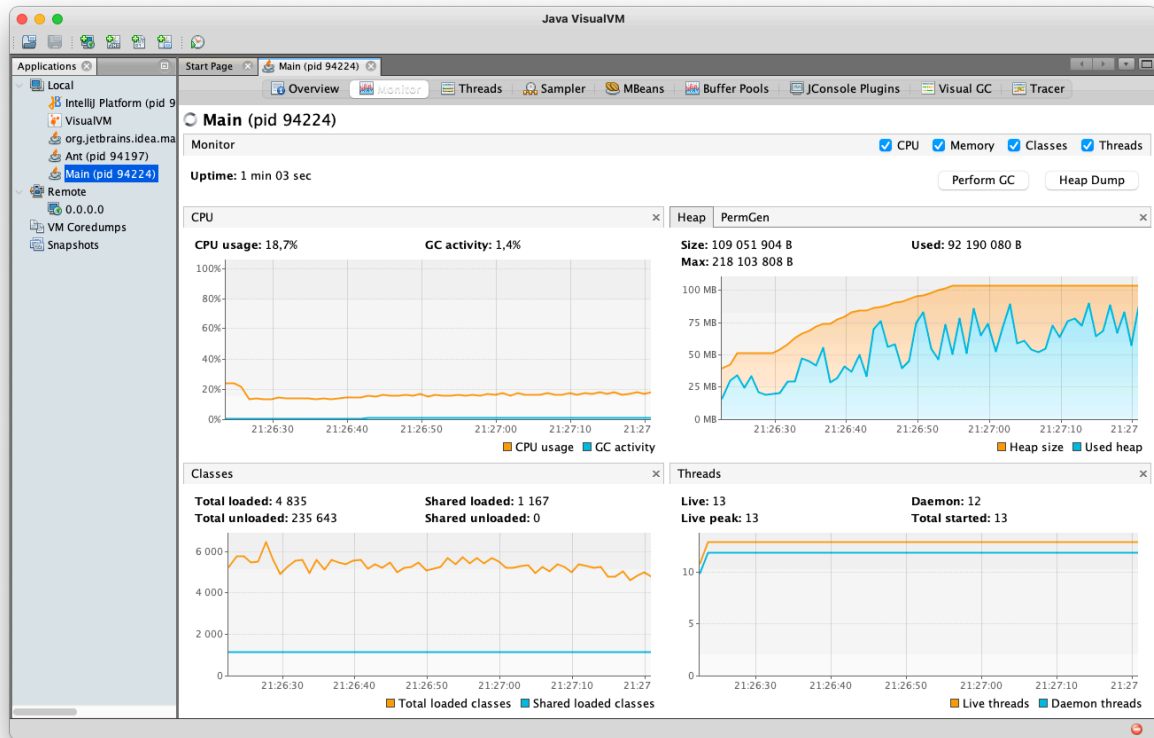 Java VisualVM
Applications
Start Page
Main (pid 94224)
Local
IntelliJ Platform (pid 9
VisualVM
org.jetbrains.idea.ma
Ant (pid 94197)
Main (pid 94224)
Remote
0.0.0.0
VM Coredumps
Snapshots
Overview Monitor Threads Sampler MBeans Buffer Pools JConsole Plugins Visual GC Tracer
Main (pid 94224)
Monitor
CPU Memory Classes Threads
Uptime: 1 min 03 sec
Perform GC Heap Dump
CPU
CPU usage: 18,7% GC activity: 1,4%
100%
80%
60%
40%
20%
0%
21:26:30 21:26:40 21:26:50 21:27:00 21:27:10 21:27
CPU usage GC activity
Heap PermGen
Size: 109 051 904 B Used: 92 190 080 B
Max: 218 103 808 B
100 MB
75 MB
50 MB
25 MB
0 MB
21:26:30 21:26:40 21:26:50 21:27:00 21:27:10 21:27
Heap size Used heap
Classes
Total loaded: 4 835 Shared loaded: 1 167
Total unloaded: 235 643 Shared unloaded: 0
6 000
4 000
2 000
0
21:26:30 21:26:40 21:26:50 21:27:00 21:27:10 21:27
Total loaded classes Shared loaded classes
Threads
Live: 13 Daemon: 12
Live peak: 13 Total started: 13
10
5
0
21:26:30 21:26:40 21:26:50 21:27:00 21:27:10 21:27
Live threads Daemon threads